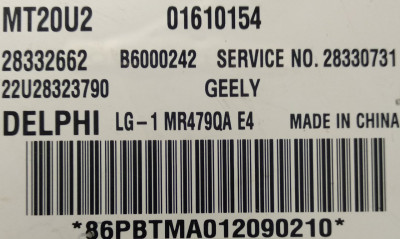 MT20U2 01610154
28332662 B6000242 SERVICE NO. 28330731
22U28323790 GEELY
DELPHI LG-1 MR479QA E4 MADE IN CHINA
*86PBTMA012090210*